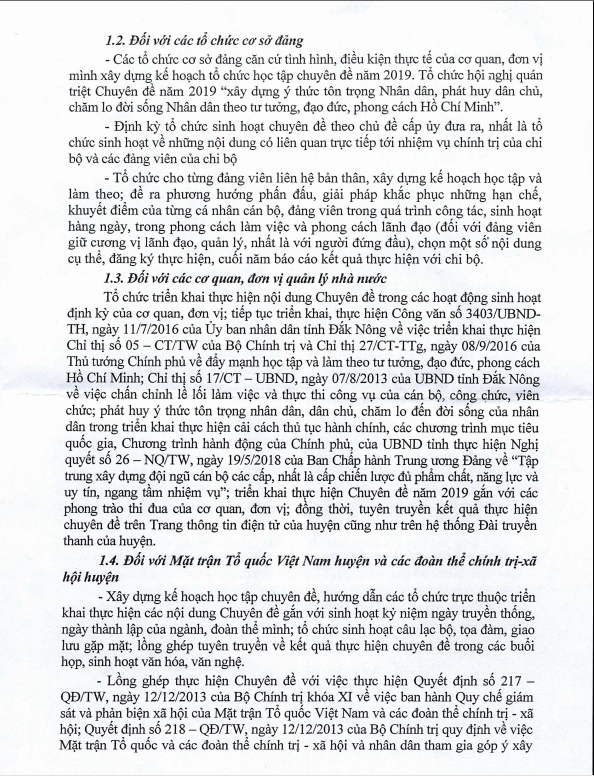 1.2. Đối với các tổ chức cơ sở đảng
- Các tổ chức cơ sở đảng căn cứ tình hình, điều kiện thực tế của cơ quan, đơn vị
mình xây dựng kế hoạch tổ chức học tập chuyên đề năm 2019. Tổ chức hội nghị quán
triệt Chuyên đề năm 2019 “xây dựng ý thức tôn trọng Nhân dân, phát huy dân chủ,
chăm lo đời sống Nhân dân theo tư tưởng, đạo đức, phong cách Hồ Chí Minh”.
- Định kỳ tổ chức sinh hoạt chuyên đề theo chủ đề cấp ủy đưa ra, nhất là tổ
chức sinh hoạt về những nội dung có liên quan trực tiếp tới nhiệm vụ chính trị của chi
bộ và các đảng viên của chi bộ
- Tổ chức cho từng đảng viên liên hệ bản thân, xây dựng kế hoạch học tập và
làm theo; đề ra phương hướng phấn đấu, giải pháp khắc phục những hạn chế,
khuyết điểm của từng cá nhân cán bộ, đảng viên trong quá trình công tác, sinh hoạt
hàng ngày, trong phong cách làm việc và phong cách lãnh đạo (đối với đảng viên
giữ cương vị lãnh đạo, quản lý, nhất là với người đứng đầu), chọn một số nội dung
cụ thể, đăng ký thực hiện, cuối năm báo cáo kết quả thực hiện với chi bộ.
1.3. Đối với các cơ quan, đơn vị quản lý nhà nước
Tổ chức triển khai thực hiện nội dung Chuyên đề trong các hoạt động sinh hoạt
định kỳ của cơ quan, đơn vị; tiếp tục triển khai, thực hiện Công văn số 3403/UBND-
TH, ngày 11/7/2016 của Ủy ban nhân dân tỉnh Đắk Nông về việc triển khai thực hiện
Chỉ thị số 05 – CT/TW của Bộ Chính trị và Chỉ thị 27/CT-TTg, ngày 08/9/2016 của
Thủ tướng Chính phủ về đẩy mạnh học tập và làm theo tư tưởng, đạo đức, phong cách
Hồ Chí Minh; Chỉ thị số 17/CT – UBND, ngày 07/8/2013 của UBND tỉnh Đắk Nông
về việc chấn chỉnh lề lối làm việc và thực thi công vụ của cán bộ, công chức, viên
chức; phát huy ý thức tôn trọng nhân dân, dân chủ, chăm lo đến đời sống của nhân
dân trong triển khai thực hiện cải cách thủ tục hành chính, các chương trình mục tiêu
quốc gia, Chương trình hành động của Chính phủ, của UBND tỉnh thực hiện Nghị
quyết số 26 – NQ/TW, ngày 19/5/2018 của Ban Chấp hành Trung ương Đảng về “Tập
trung xây dựng đội ngũ cán bộ các cấp, nhất là cấp chiến lược đủ phẩm chất, năng lực và
uy tín, ngang tầm nhiệm vụ”; triển khai thực hiện Chuyên đề năm 2019 gắn với các
phong trào thi đua của cơ quan, đơn vị; đồng thời, tuyên truyền kết quả thực hiện
chuyên đề trên Trang thông tin điện tử của huyện cũng như trên hệ thống Đài truyền
thanh của huyện.
1.4. Đối với Mặt trận Tổ quốc Việt Nam huyện và các đoàn thể chính trị-xã
hội huyện
- Xây dựng kế hoạch học tập chuyên đề, hướng dẫn các tổ chức trực thuộc triển
khai thực hiện các nội dung Chuyên đề gắn với sinh hoạt kỷ niệm ngày truyền thống,
ngày thành lập của ngành, đoàn thể mình; tổ chức sinh hoạt câu lạc bộ, tọa đàm, giao
lưu gặp mặt; lồng ghép tuyên truyền về kết quả thực hiện chuyên đề trong các buổi
họp, sinh hoạt văn hóa, văn nghệ.
- Lồng ghép thực hiện Chuyên đề với việc thực hiện Quyết định số 217 –
QĐ/TW, ngày 12/12/2013 của Bộ Chính trị khóa XI về việc ban hành Quy chế giám
sát và phản biện xã hội của Mặt trận Tổ quốc Việt Nam và các đoàn thể chính trị - xã
hội; Quyết định số 218 – QĐ/TW, ngày 12/12/2013 của Bộ Chính trị quy định về việc
Mặt trận Tổ quốc và các đoàn thể chính trị - xã hội và nhân dân tham gia góp ý xây